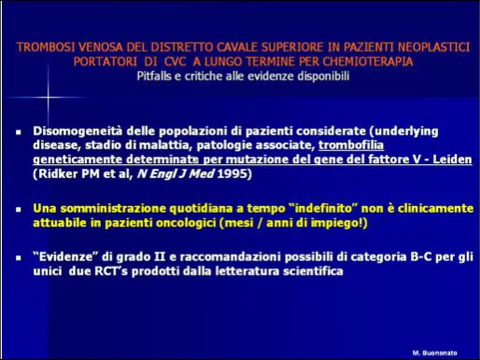 TROMBOSI VENOSA DEL DISTRETTO CAVALE SUPERIORE IN PAZIENTI NEOPLASTICI
PORTATORI DI CVC A LUNGO TERMINE PER CHEMIOTERAPIA
Pitfalls e critiche alle evidenze disponibili
Disomogeneità delle popolazioni di pazienti considerate (underlying
disease, stadio di malattia, patologie associate, trombofilia
geneticamente determinata per mutazione del gene del fattore V - Leiden
(Ridker PM et al, N Engl J Med 1995)
Una somministrazione quotidiana a tempo "indefinito" non è clinicamente
attuabile in pazienti oncologici (mesi / anni di impiego!)
"Evidenze" di grado II e raccomandazioni possibili di categoria B-C per gli
unici due RCT's prodotti dalla letteratura scientifica
M. Buononato